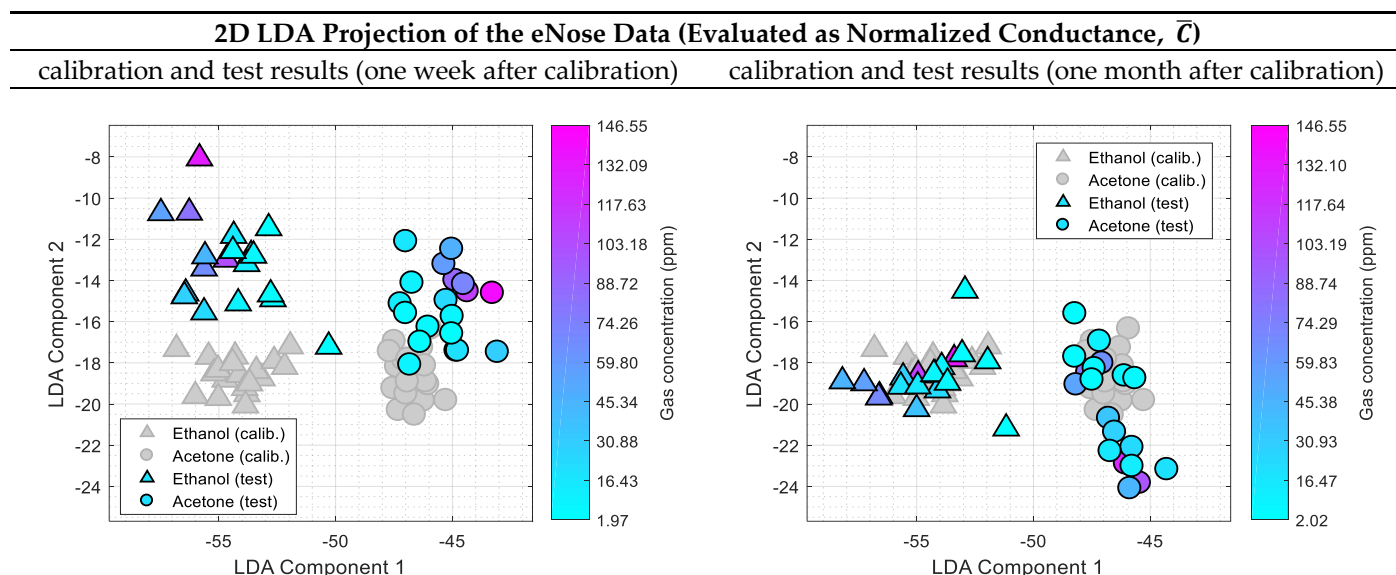 2D LDA Projection of the eNose Data (Evaluated as Normalized Conductance, C̅)
calibration and test results (one week after calibration)
calibration and test results (one month after calibration)
-8
-10
-12
-14
-16
-18
-20
-22
-24
LDA Component 2
-55
-50
-45
LDA Component 1
Ethanol (calib.)
Acetone (calib.)
Ethanol (test)
Acetone (test)
146.55
132.09
117.63
103.18
88.72
74.26
59.80
45.34
30.88
16.43
1.97
Gas concentration (ppm)
-8
-10
-12
-14
-16
-18
-20
-22
-24
LDA Component 2
-55
-50
-45
LDA Component 1
Ethanol (calib.)
Acetone (calib.)
Ethanol (test)
Acetone (test)
146.55
132.10
117.64
103.19
88.74
74.29
59.83
45.38
30.93
16.47
2.02
Gas concentration (ppm)